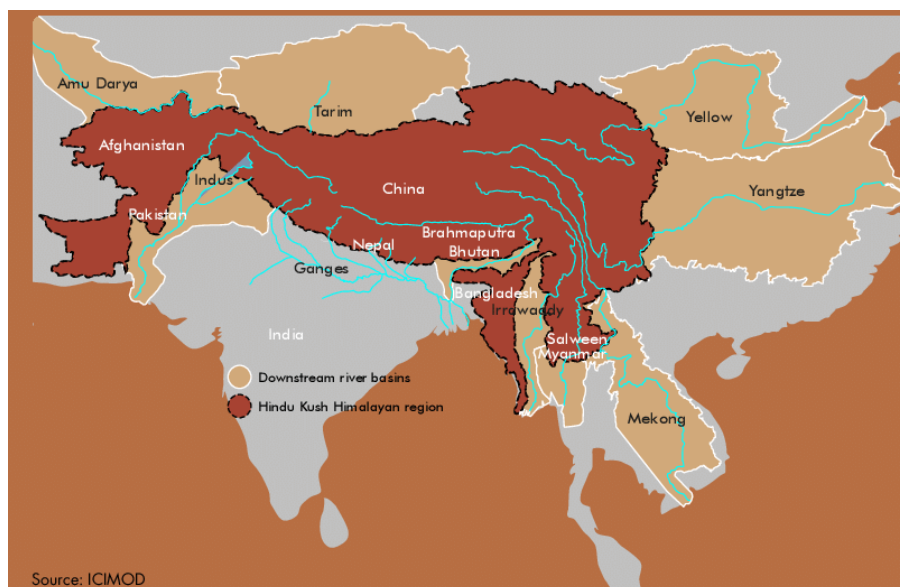 Amu Darya
Tarim
Yellow
Afghanistan
Indus
China
Yangtze
Pakistan
Brahmaputra
Nepal
Bhutan
Ganges
Bangladesh
Irrawaddy
India
Salween
Myanmar
Downstream river basins
Hindu Kush Himalayan region
Mekong
Source: ICIMOD